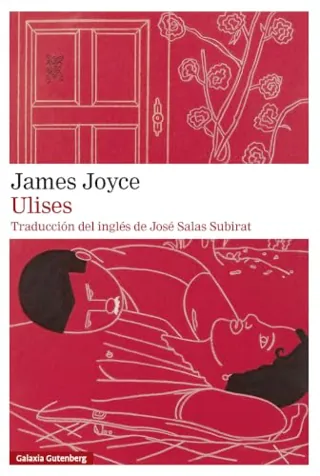 James Joyce
Ulises
Traducción del inglés de José Salas Subirat
Galaxia Gutenberg